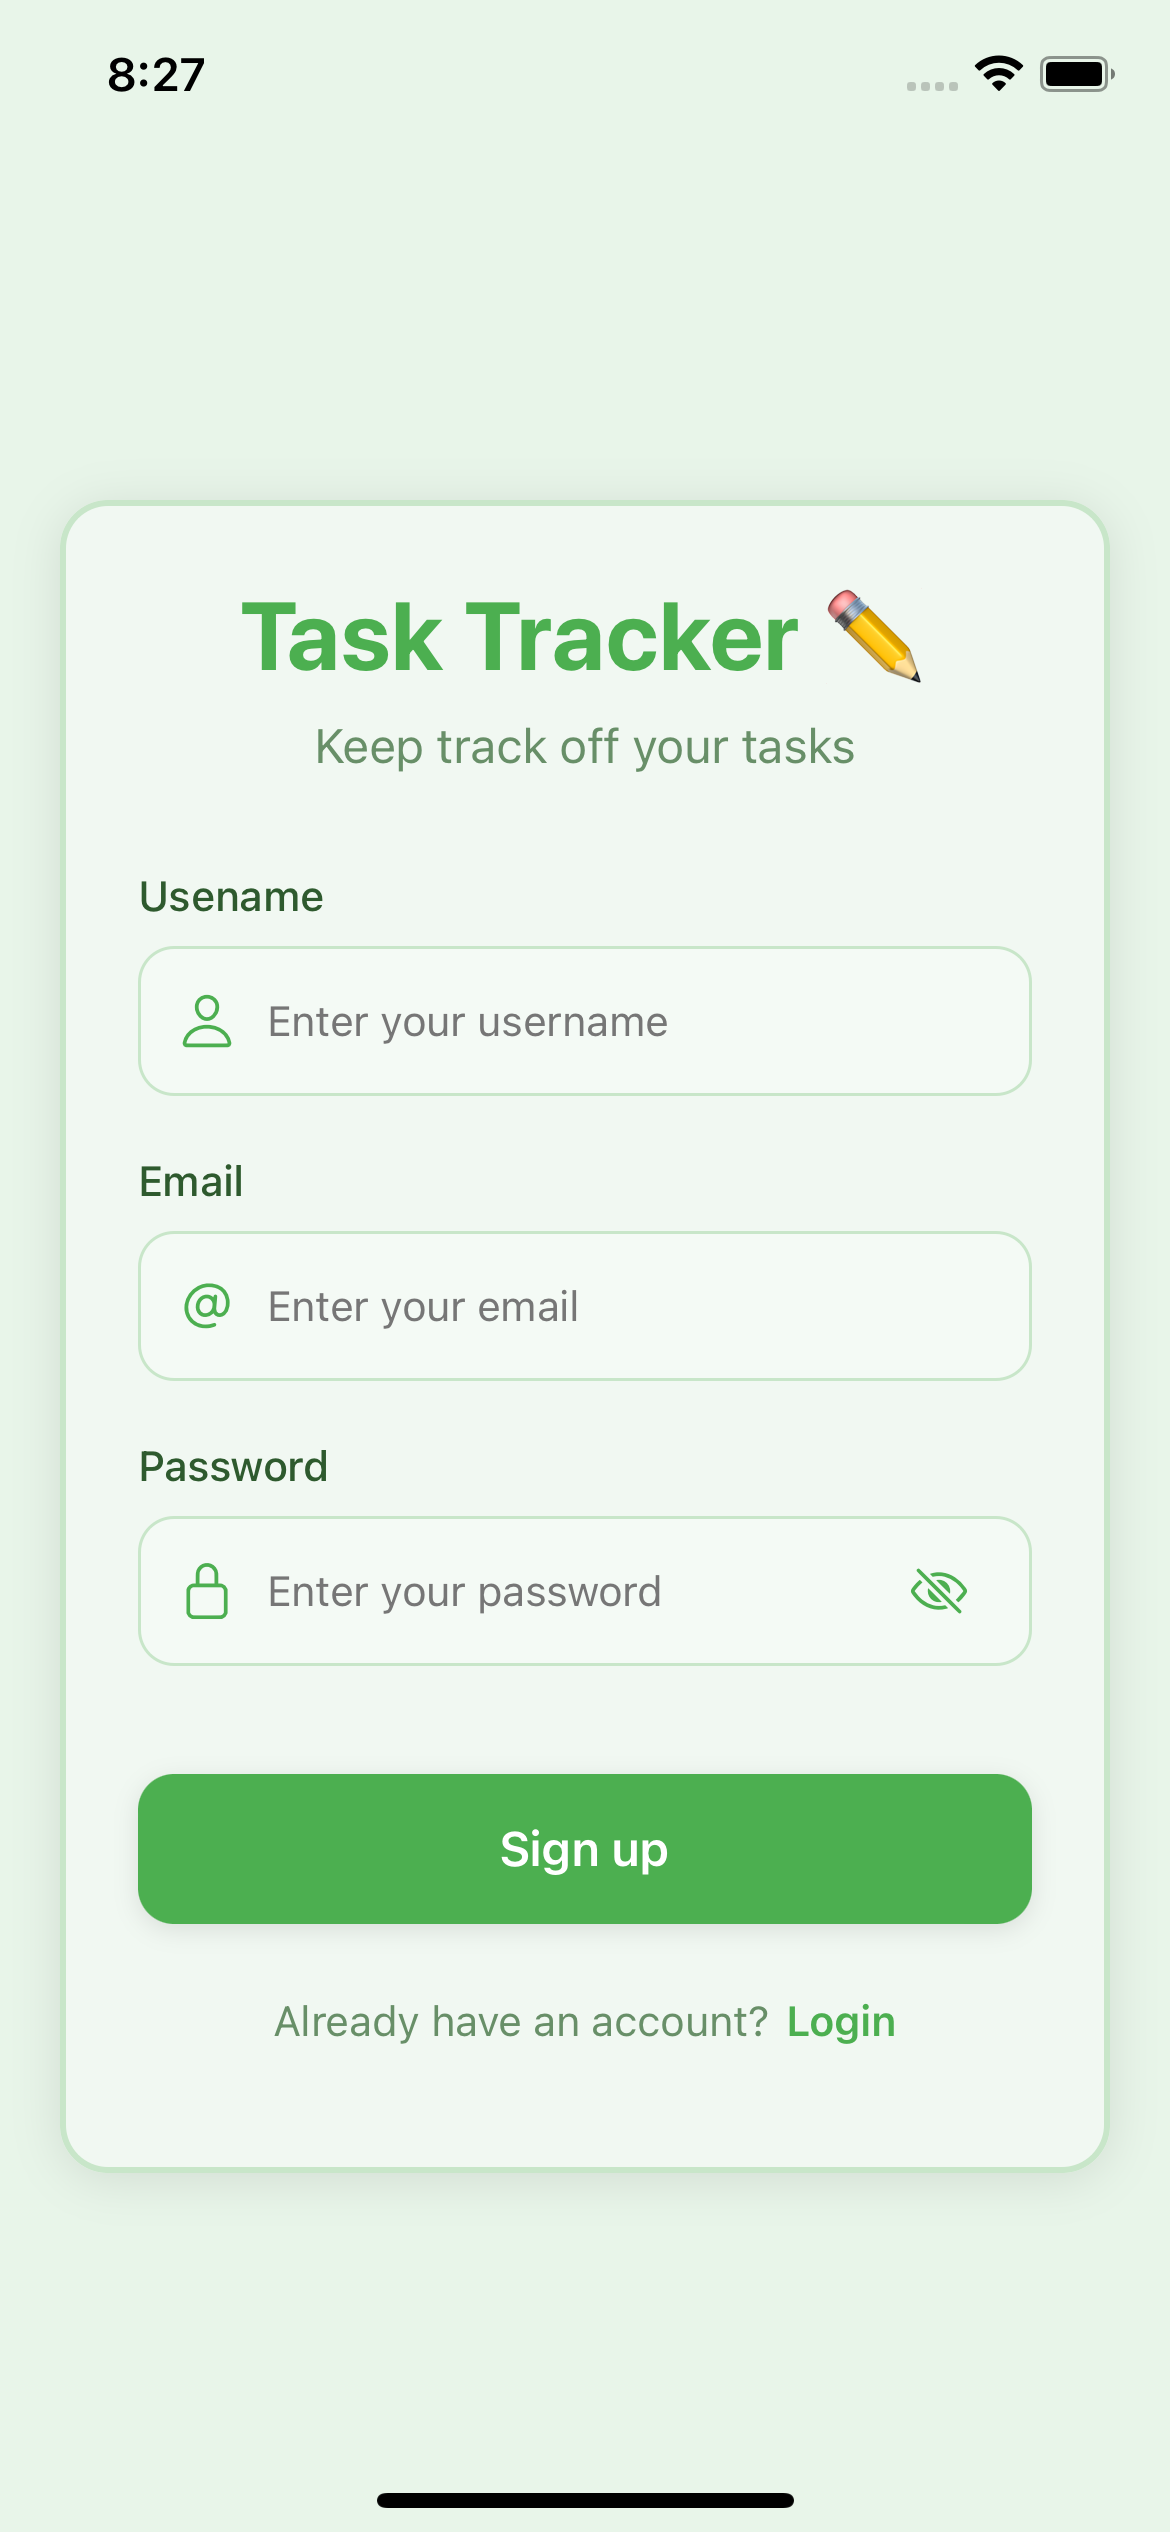 8:27
Task Tracker ✏️
Keep track off your tasks
Usename
Enter your username
Email
@ Enter your email
Password
Enter your password
Sign up
Already have an account? Login